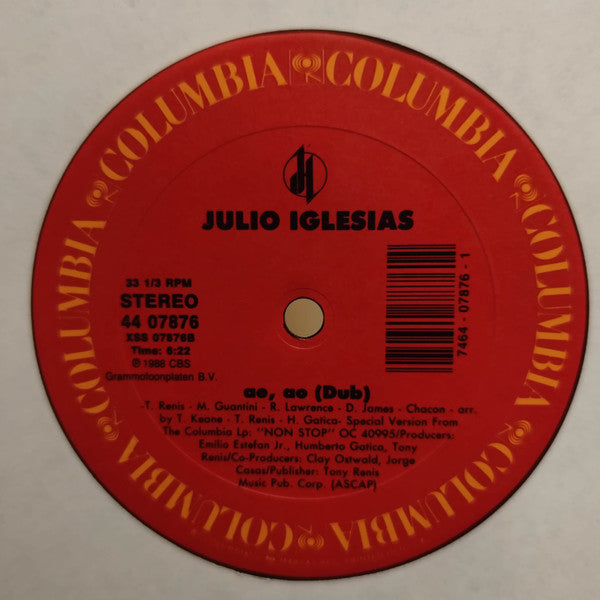 COLUMBIA COLUMBIA COLUMBIA COLUMBIA COLUMBIA COLUMBIA
JULIO IGLESIAS
33 1/3 RPM
STEREO
44 07876
XSS 07876B
Time: 6:22
℗ 1988 CBS
Grammoloonplaten B.V.
7464-07876-1
ae, ao (Dub)
-T. Renis - M. Guantini - R. Lawrence - D. James - Chacon - arr.
by T. Keane - T. Renis - H. Gatica- Special Version From
The Columbia Lp: "NON STOP" OC 40995/Producers:
Emilio Estefan Jr., Humberto Gatica, Tony
Renis/Co-Producers: Clay Ostwald, Jorge
Casas/Publisher: Tony Renis
Music Pub. Corp. (ASCAP)